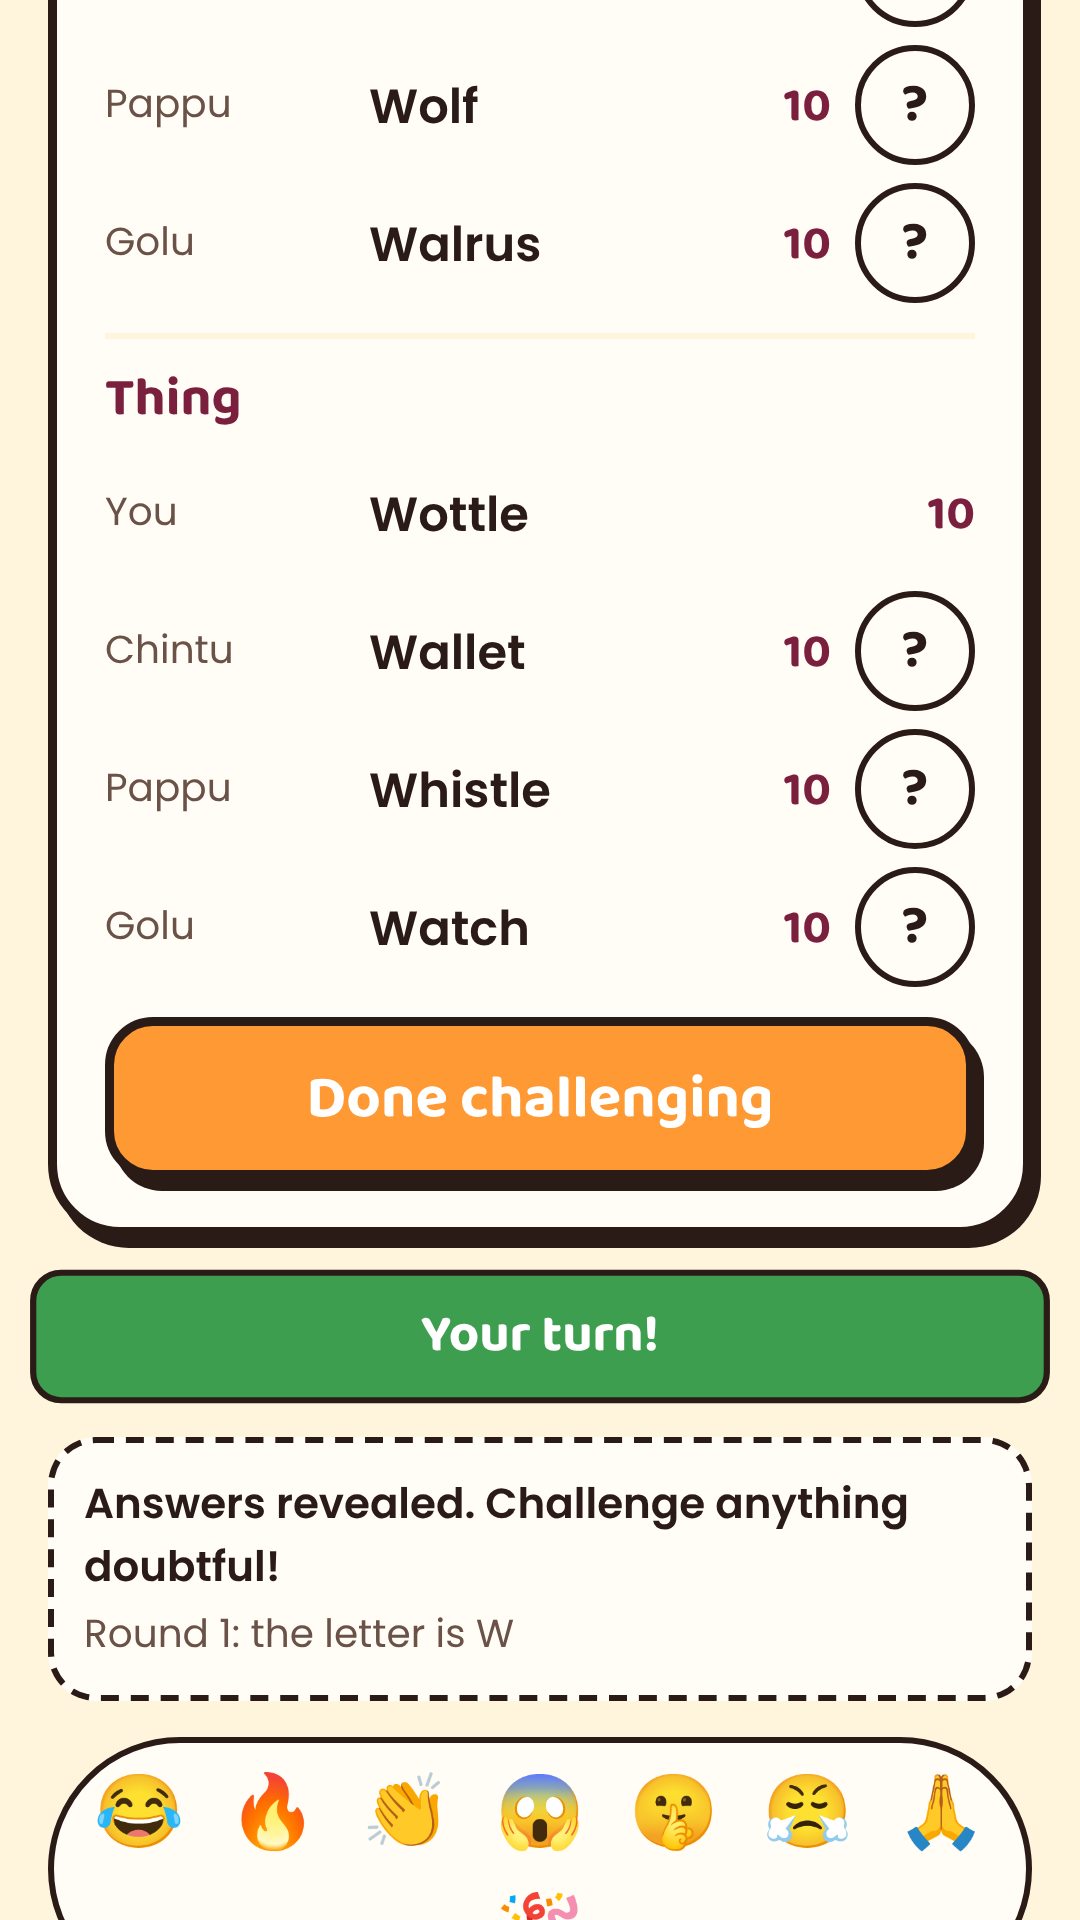 Pappu Wolf 10 ?
Golu Walrus 10 ?
Thing
You Wottle 10
Chintu Wallet 10 ?
Pappu Whistle 10 ?
Golu Watch 10 ?
Done challenging
Your turn!
Answers revealed. Challenge anything
doubtful!
Round 1: the letter is W